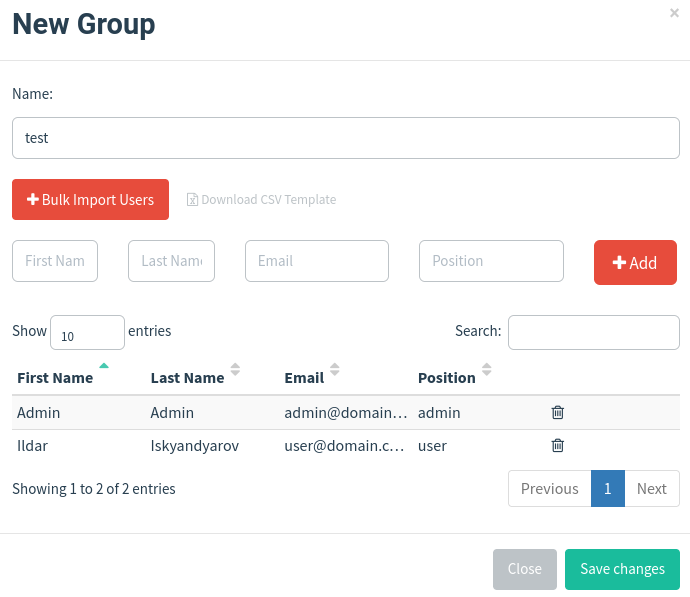 New Group
×
Name:
test
Bulk Import Users Download CSV Template
First Nam Last Name Email Position Add
Show 10 entries Search:
First Name Last Name Email Position
Admin Admin admin@domain... admin
Ildar Iskyandyarov user@domain.c... user
Showing 1 to 2 of 2 entries Previous 1 Next
Close Save changes